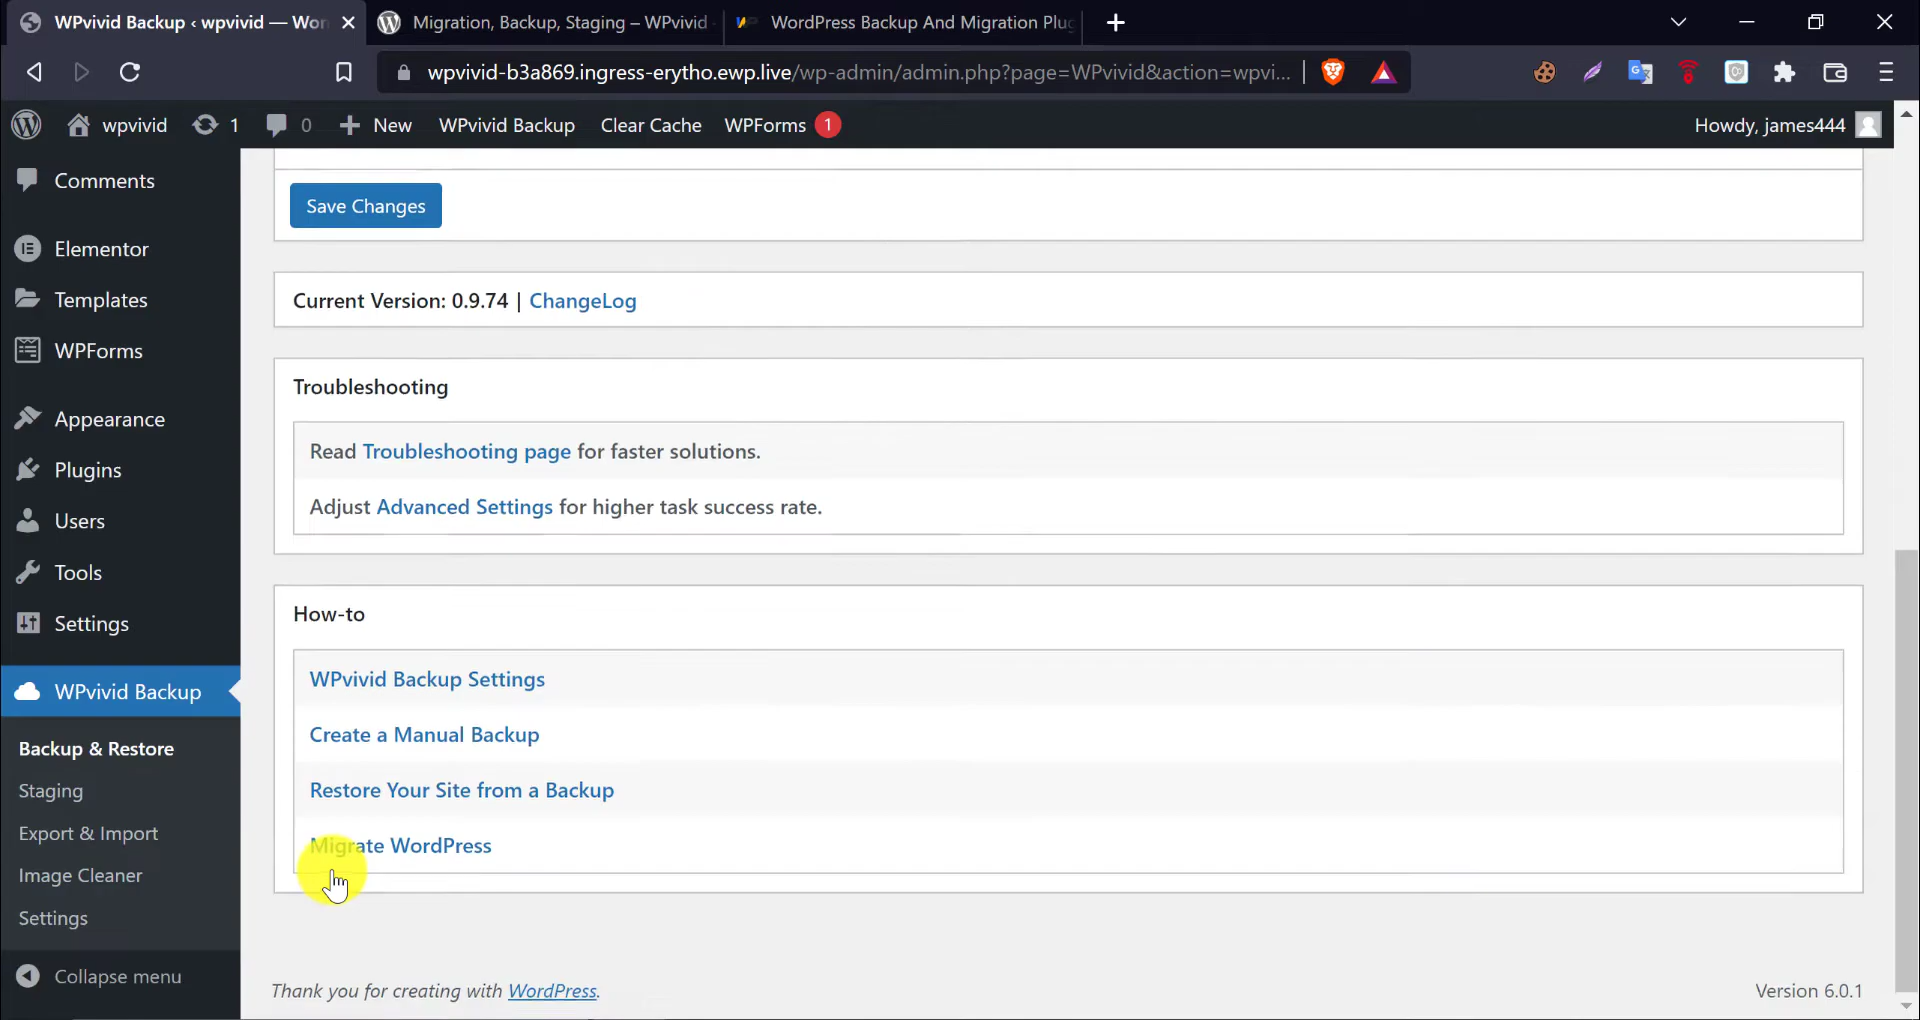 WPvivid Backup ‹ wpvivid — Wor
Migration, Backup, Staging – WPvivid
WordPress Backup And Migration Plug
wpvivid-b3a869.ingress-erytho.ewp.live/wp-admin/admin.php?page=WPvivid&action=wpvi...
wpvivid 1 0 New WPvivid Backup Clear Cache WPForms 1 Howdy, james444
Comments
Elementor
Templates
WPForms
Appearance
Plugins
Users
Tools
Settings
WPvivid Backup
Backup & Restore
Staging
Export & Import
Image Cleaner
Settings
Collapse menu
Save Changes
Current Version: 0.9.74 | ChangeLog
Troubleshooting
Read Troubleshooting page for faster solutions.
Adjust Advanced Settings for higher task success rate.
How-to
WPvivid Backup Settings
Create a Manual Backup
Restore Your Site from a Backup
Migrate WordPress
Thank you for creating with WordPress.
Version 6.0.1